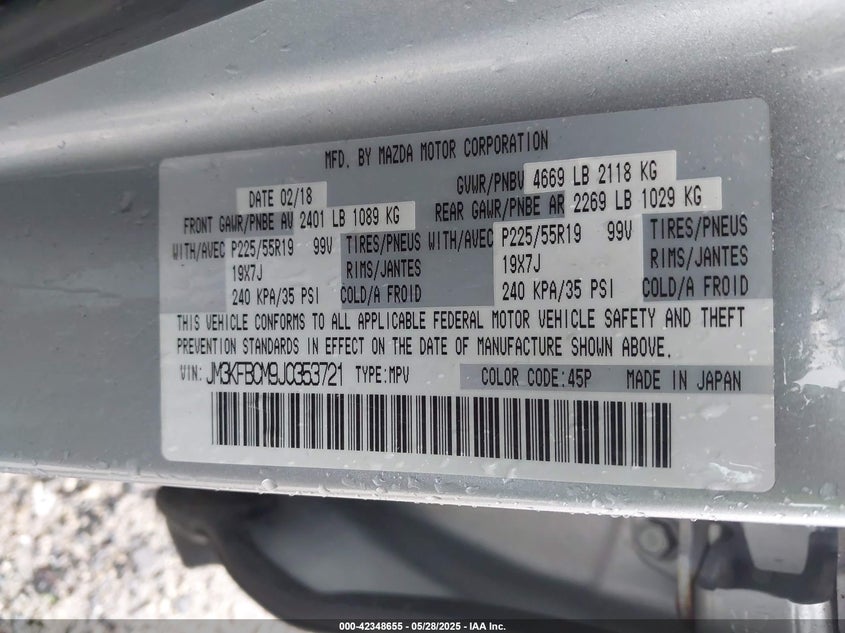 MFD. BY MAZDA MOTOR CORPORATION
DATE 02/18 GVWR/PNBV 4669 LB 2118 KG
FRONT GAWR/PNBE AV 2401 LB 1089 KG REAR GAWR/PNBE AR 2269 LB 1029 KG
WITH/AVEC P225/55R19 99V TIRES/PNEUS WITH/AVEC P225/55R19 99V TIRES/PNEUS
19X7J RIMS/JANTES 19X7J RIMS/JANTES
240 KPA/35 PSI COLD/A FROID 240 KPA/35 PSI COLD/A FROID
THIS VEHICLE CONFORMS TO ALL APPLICABLE FEDERAL MOTOR VEHICLE SAFETY AND THEFT
PREVENTION STANDARDS IN EFFECT ON THE DATE OF MANUFACTURE SHOWN ABOVE.
VIN: JM3KFBCM9J0353721 TYPE:MPV COLOR CODE:45P MADE IN JAPAN
000-42348655 - 05/28/2025 - IAA Inc.